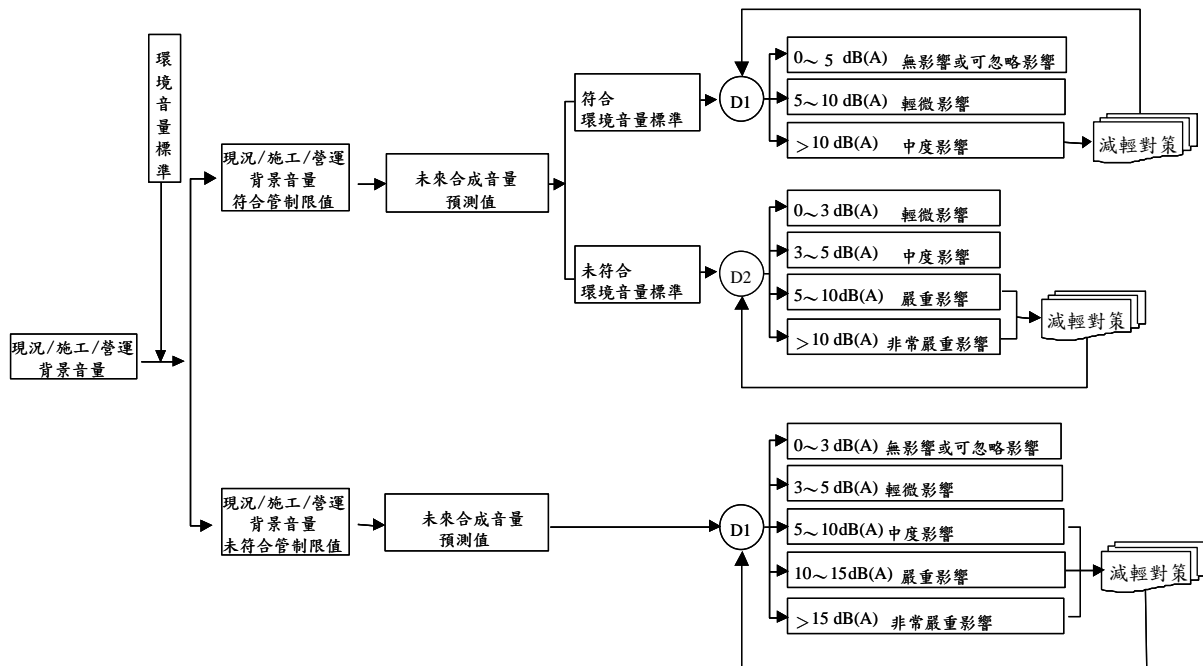 環境音量標準
現況/施工/營運
背景音量
現況/施工/營運
背景音量
符合管制限值
未來合成音量
預測值
符合
環境音量標準
D1
0～5 dB(A) 無影響或可忽略影響
5～10 dB(A) 輕微影響
>10 dB(A) 中度影響
減輕對策
未符合
環境音量標準
D2
0～3 dB(A) 輕微影響
3～5 dB(A) 中度影響
5～10dB(A) 嚴重影響
>10 dB(A) 非常嚴重影響
減輕對策
現況/施工/營運
背景音量
未符合管制限值
未來合成音量
預測值
D1
0～3 dB(A) 無影響或可忽略影響
3～5 dB(A) 輕微影響
5～10dB(A) 中度影響
10～15dB(A) 嚴重影響
>15 dB(A) 非常嚴重影響
減輕對策